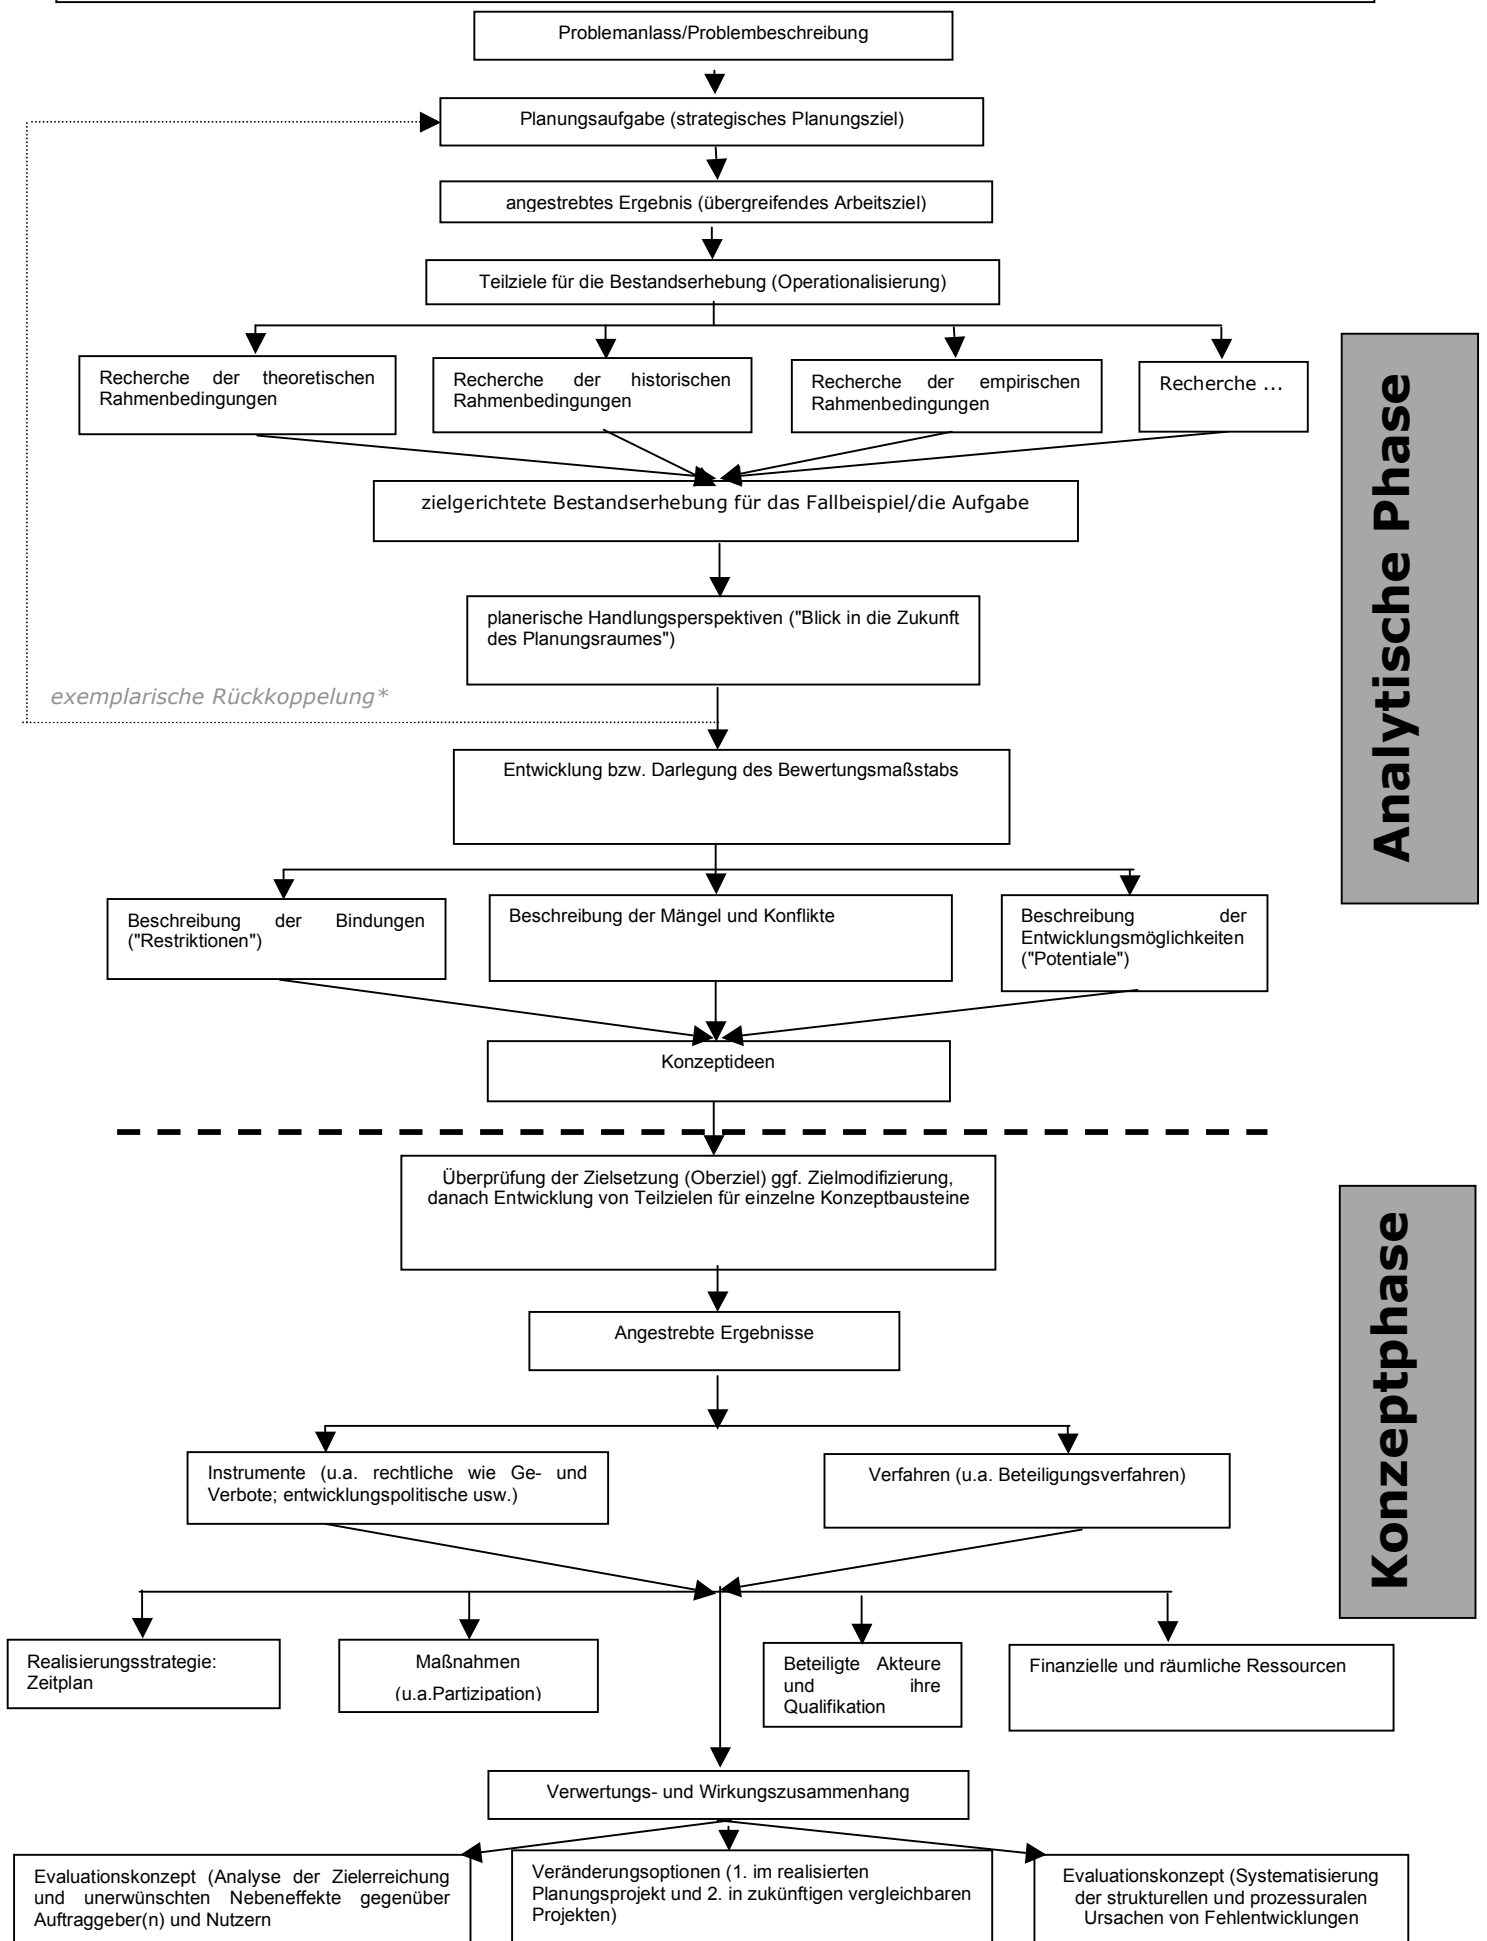 Problemanlass/Problembeschreibung
Planungsaufgabe (strategisches Planungsziel)
angestrebtes Ergebnis (übergreifendes Arbeitsziel)
Teilziele für die Bestandserhebung (Operationalisierung)
Recherche der theoretischen
Rahmenbedingungen
Recherche der historischen
Rahmenbedingungen
Recherche der empirischen
Rahmenbedingungen
Recherche ...
zielgerichtete Bestandserhebung für das Fallbeispiel/die Aufgabe
planerische Handlungsperspektiven ("Blick in die Zukunft
des Planungsraumes")
exemplarische Rückkoppelung*
Entwicklung bzw. Darlegung des Bewertungsmaßstabs
Beschreibung der Bindungen
("Restriktionen")
Beschreibung der Mängel und Konflikte
Beschreibung der
Entwicklungsmöglichkeiten
("Potentiale")
Konzeptideen
Analytische Phase
Überprüfung der Zielsetzung (Oberziel) ggf. Zielmodifizierung,
danach Entwicklung von Teilzielen für einzelne Konzeptbausteine
Angestrebte Ergebnisse
Instrumente (u.a. rechtliche wie Ge- und
Verbote; entwicklungspolitische usw.)
Verfahren (u.a. Beteiligungsverfahren)
Konzeptphase
Realisierungsstrategie:
Zeitplan
Maßnahmen
(u.a.Partizipation)
Beteiligte Akteure
und ihre
Qualifikation
Finanzielle und räumliche Ressourcen
Verwertungs- und Wirkungszusammenhang
Evaluationskonzept (Analyse der Zielerreichung
und unerwünschten Nebeneffekte gegenüber
Auftraggeber(n) und Nutzern
Veränderungsoptionen (1. im realisierten
Planungsprojekt und 2. in zukünftigen vergleichbaren
Projekten)
Evaluationskonzept (Systematisierung
der strukturellen und prozessuralen
Ursachen von Fehlentwicklungen